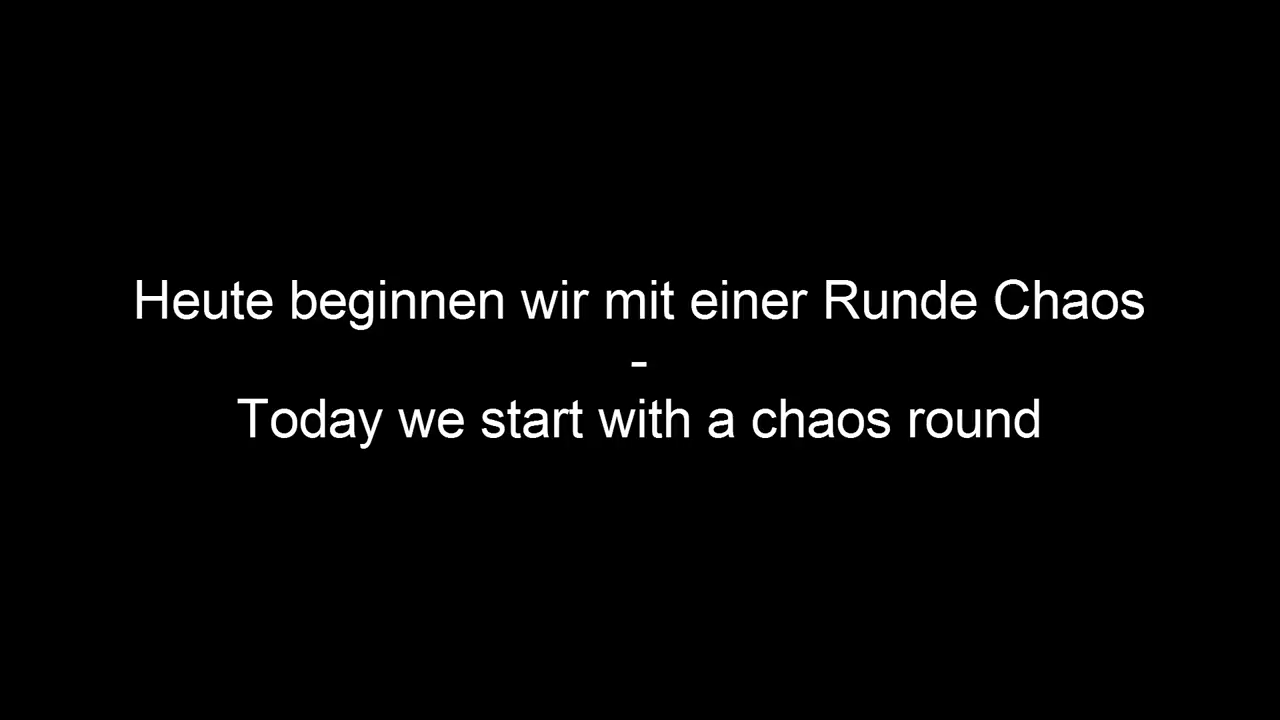 Heute beginnen wir mit einer Runde Chaos
-
Today we start with a chaos round